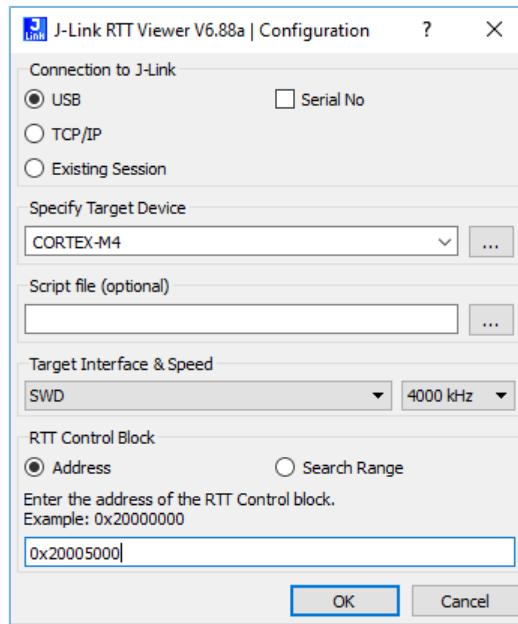 J-Link RTT Viewer V6.88a | Configuration ? X
Connection to J-Link
USB Serial No
TCP/IP
Existing Session
Specify Target Device
CORTEX-M4 ...
Script file (optional)
...
Target Interface & Speed
SWD 4000 kHz
RTT Control Block
Address Search Range
Enter the address of the RTT Control block.
Example: 0x20000000
0x20005000
OK Cancel